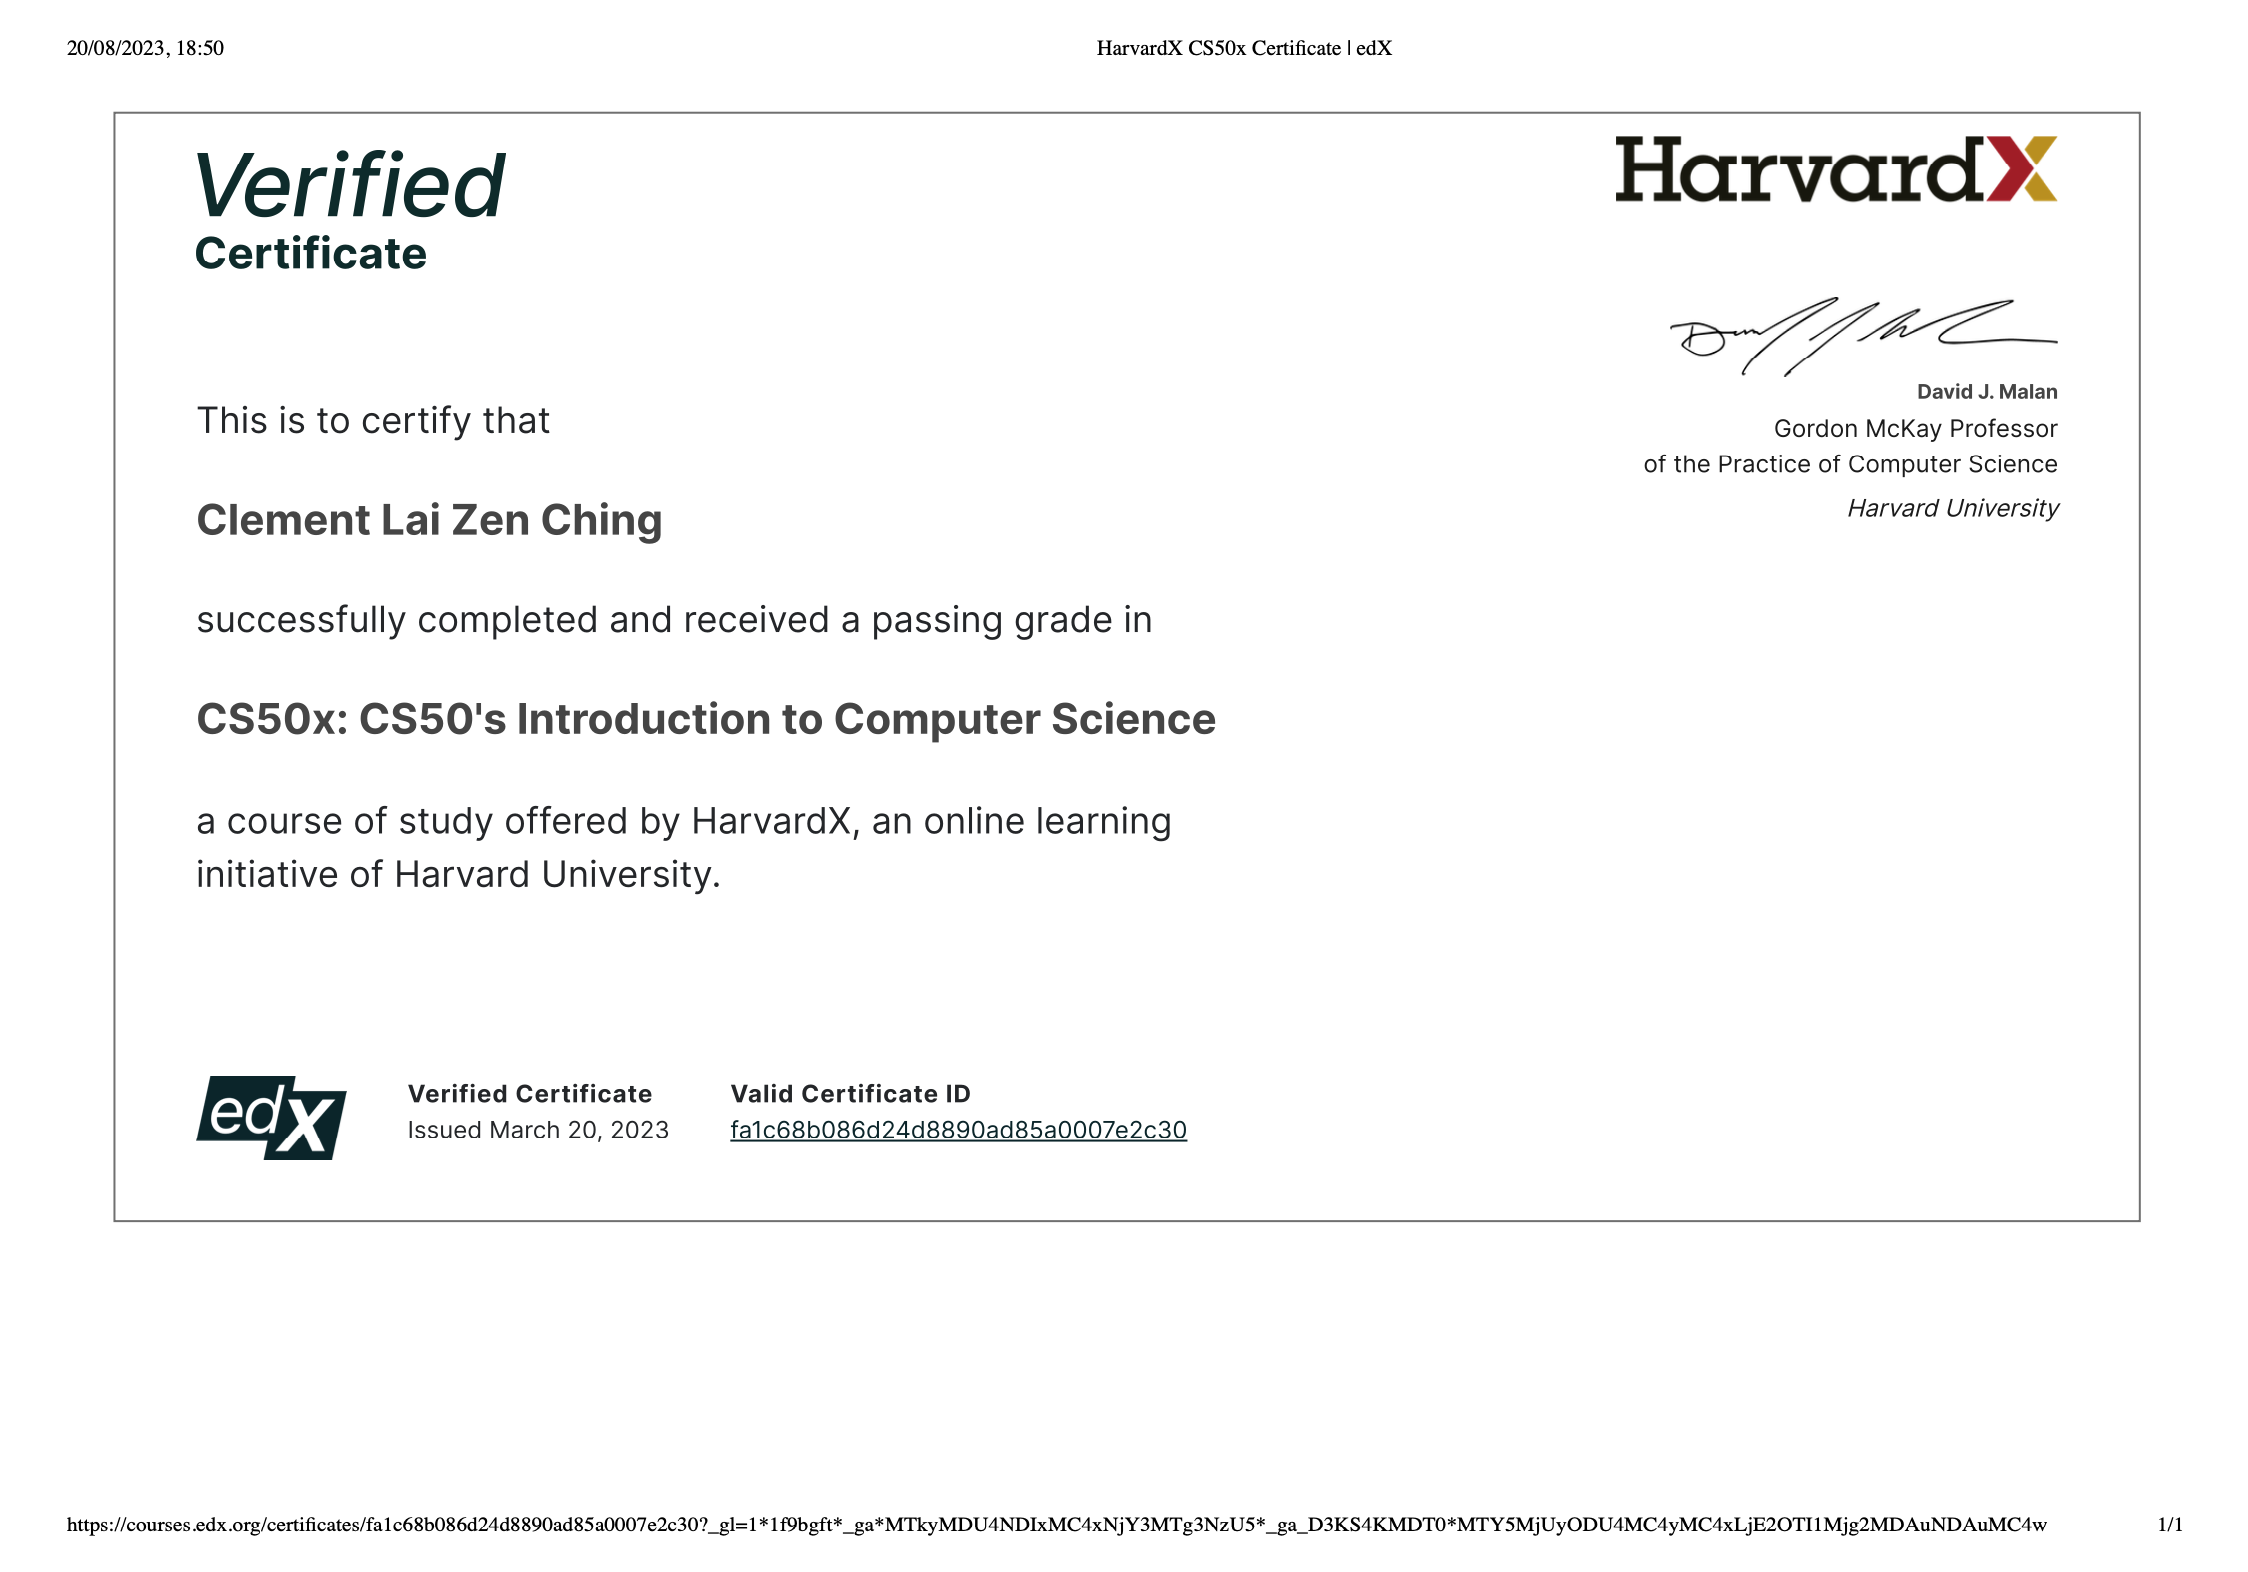 20/08/2023, 18:50
HarvardX CS50x Certificate | edX
Verified
Certificate
HarvardX
David J. Malan
Gordon McKay Professor
of the Practice of Computer Science
Harvard University
This is to certify that
Clement Lai Zen Ching
successfully completed and received a passing grade in
CS50x: CS50's Introduction to Computer Science
a course of study offered by HarvardX, an online learning
initiative of Harvard University.
edX
Verified Certificate
Issued March 20, 2023
Valid Certificate ID
fa1c68b086d24d8890ad85a0007e2c30
https://courses.edx.org/certificates/fa1c68b086d24d8890ad85a0007e2c30?_gl=1*1f9bgft*_ga*MTkyMDU4NDIxMC4xNjY3MTg3NzU5*_ga_D3KS4KMDT0*MTY5MjUyODU4MC4yMC4xLjE2OTI1Mjg2MDAuNDAuMC4w
1/1